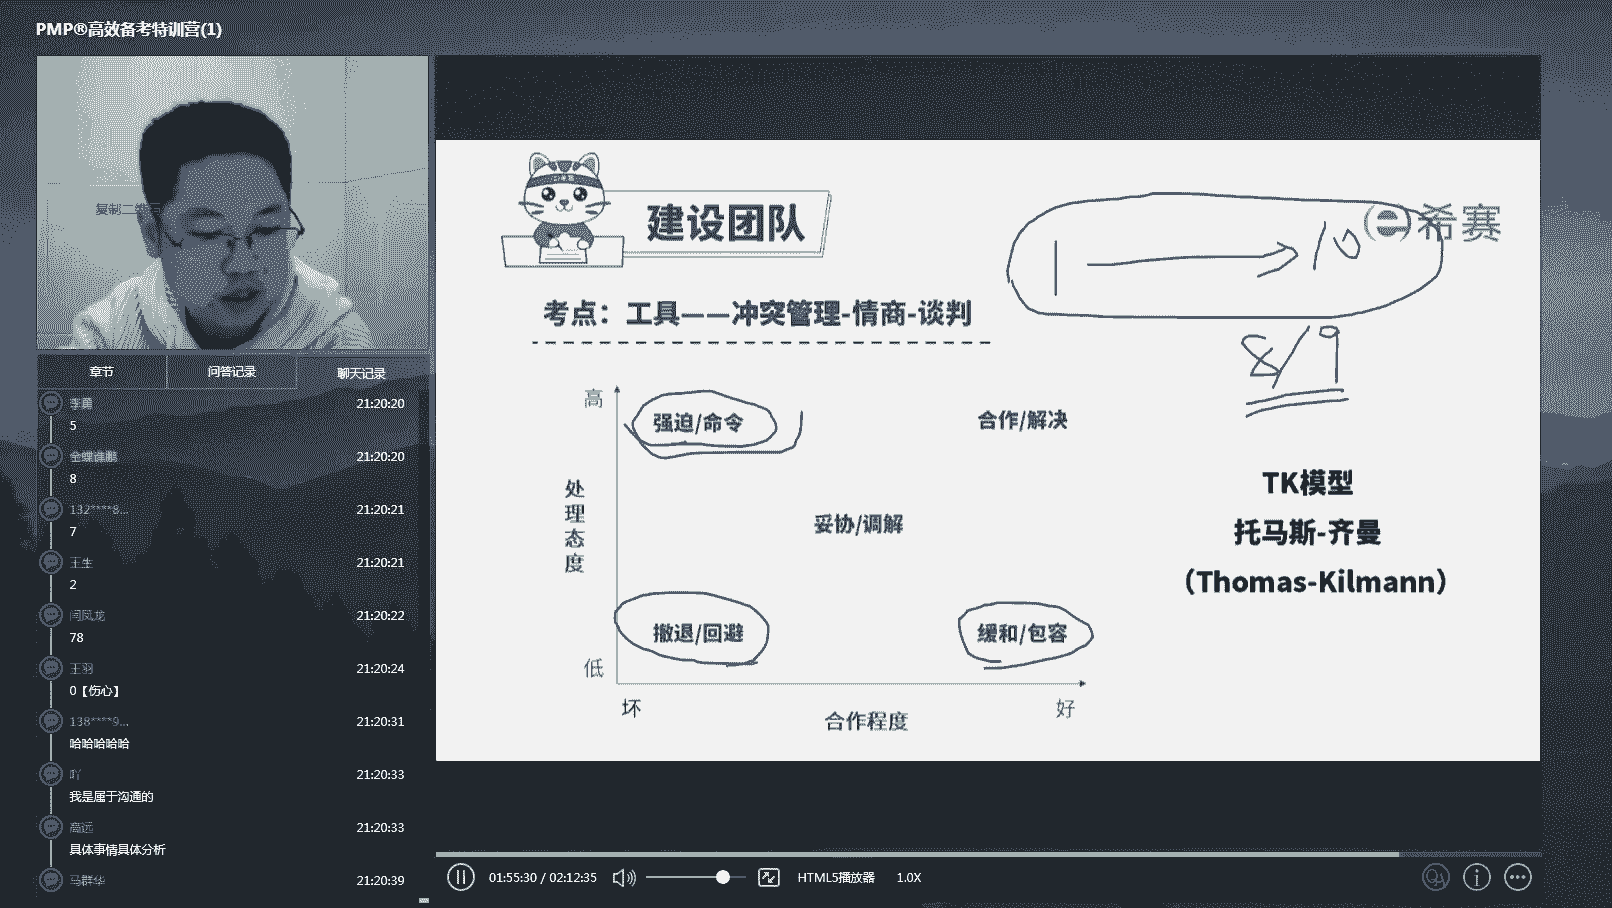 PMP®高效备考特训营(1)
章节
问答记录
聊天记录
李勇
21:20:20
5
21:20:20
8
132****8...
21:20:21
7
王生
21:20:21
2
闫凤龙
21:20:22
78
王羽
21:20:24
0【伤心】
138****9...
21:20:31
哈哈哈哈哈
吖
21:20:33
我是属于沟通的
高远
21:20:33
具体事情具体分析
马群华
21:20:39
建设团队
希赛
1 → 10
8/9
考点：工具——冲突管理-情商-谈判
高
强迫/命令
合作/解决
处理态度
妥协/调解
撤退/回避
缓和/包容
低
坏
好
合作程度
TK模型
托马斯-齐曼
（Thomas-Kilmann）
01:55:30 / 02:12:35
HTML5播放器
1.0X